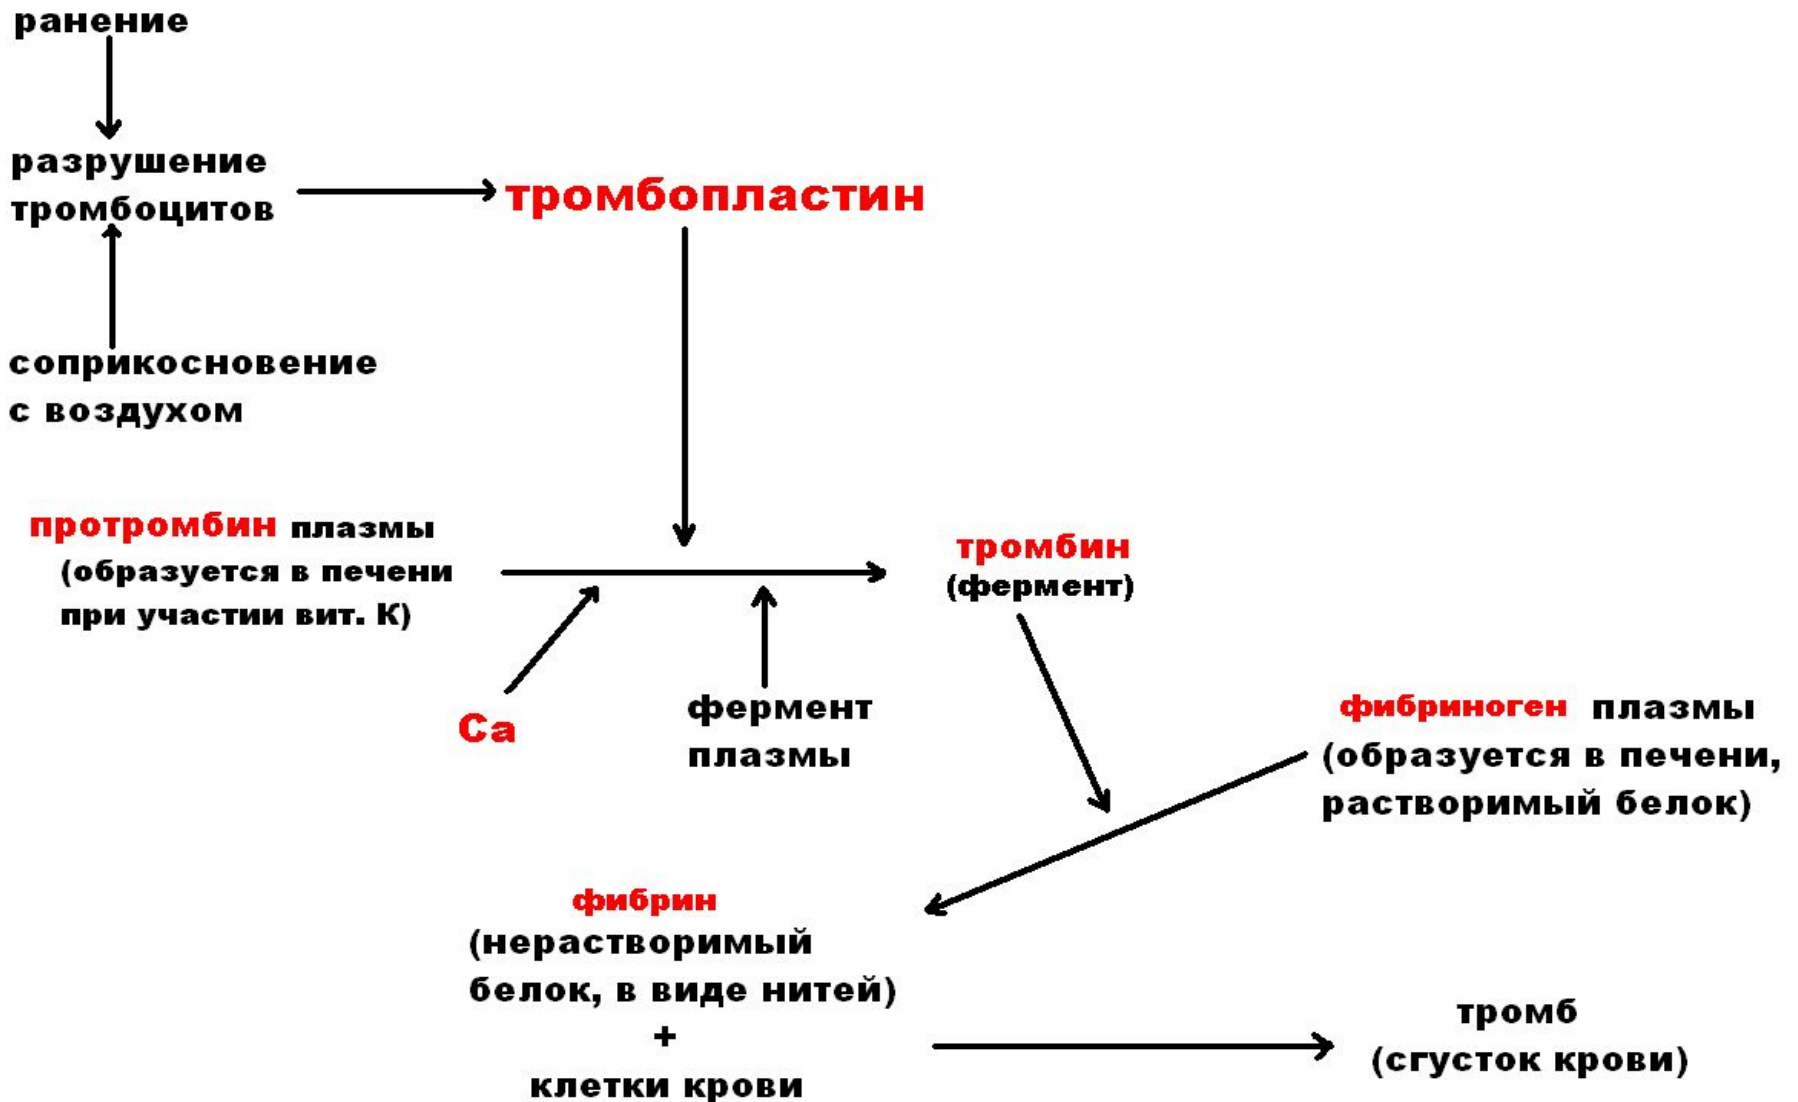 ранение
разрушение
тромбоцитов
тромбопластин
соприкосновение
с воздухом
протромбин плазмы
(образуется в печени
при участии вит. К)
тромбин
(фермент)
Са
фермент
плазмы
фибриноген плазмы
(образуется в печени,
растворимый белок)
фибрин
(нерастворимый
белок, в виде нитей)
+
клетки крови
тромб
(сгусток крови)